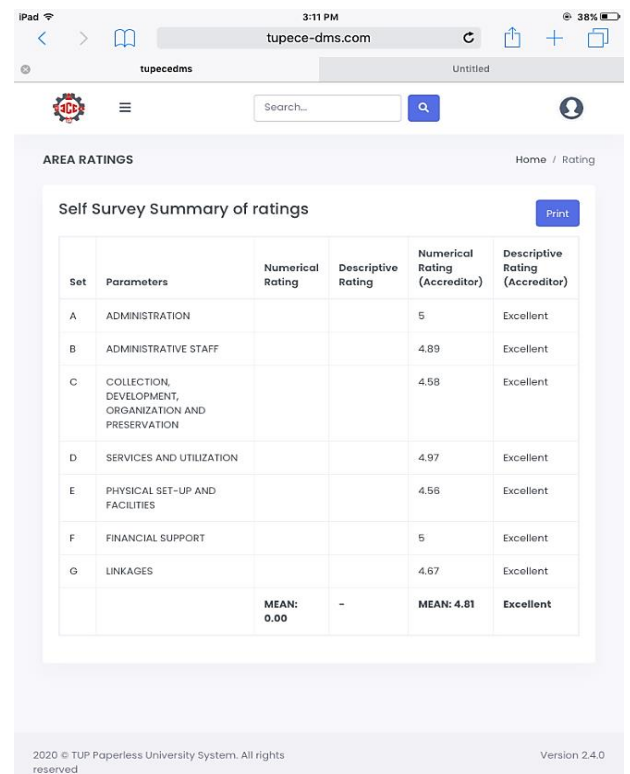 iPad 3:11 PM 38%
tupece-dms.com
tupecedms Untitled
Search...
AREA RATINGS Home / Rating
Self Survey Summary of ratings Print
Set Parameters Numerical Rating Descriptive Rating Numerical Rating (Accreditor) Descriptive Rating (Accreditor)
A ADMINISTRATION 5 Excellent
B ADMINISTRATIVE STAFF 4.89 Excellent
C COLLECTION, 4.58 Excellent
DEVELOPMENT,
ORGANIZATION AND
PRESERVATION
D SERVICES AND UTILIZATION 4.97 Excellent
E PHYSICAL SET-UP AND 4.56 Excellent
FACILITIES
F FINANCIAL SUPPORT 5 Excellent
G LINKAGES 4.67 Excellent
MEAN: - MEAN: 4.81 Excellent
0.00
2020 © TUP Paperless University System. All rights Version 2.4.0
reserved